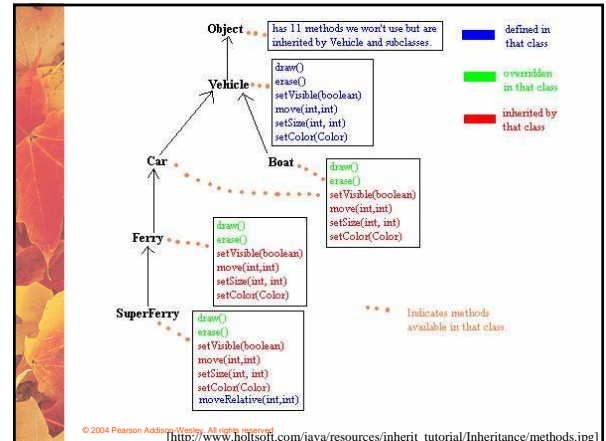 Object
has 11 methods we won't use but are
inherited by Vehicle and subclasses.
defined in
that class
overridden
in that class
inherited by
that class
Vehicle
draw()
erase()
setVisible(boolean)
move(int,int)
setSize(int, int)
setColor(Color)
Car
Boat
draw()
erase()
setVisible(boolean)
move(int,int)
setSize(int, int)
setColor(Color)
Ferry
draw()
erase()
setVisible(boolean)
move(int,int)
setSize(int, int)
setColor(Color)
SuperFerry
draw()
erase()
setVisible(boolean)
move(int,int)
setSize(int, int)
setColor(Color)
moveRelative(int,int)
Indicates methods
available in that class.
© 2004 Pearson Addison-Wesley. All rights reserved
[http://www.holtsoft.com/java/resources/inherit_tutorial/Inheritance/methods.jpg]